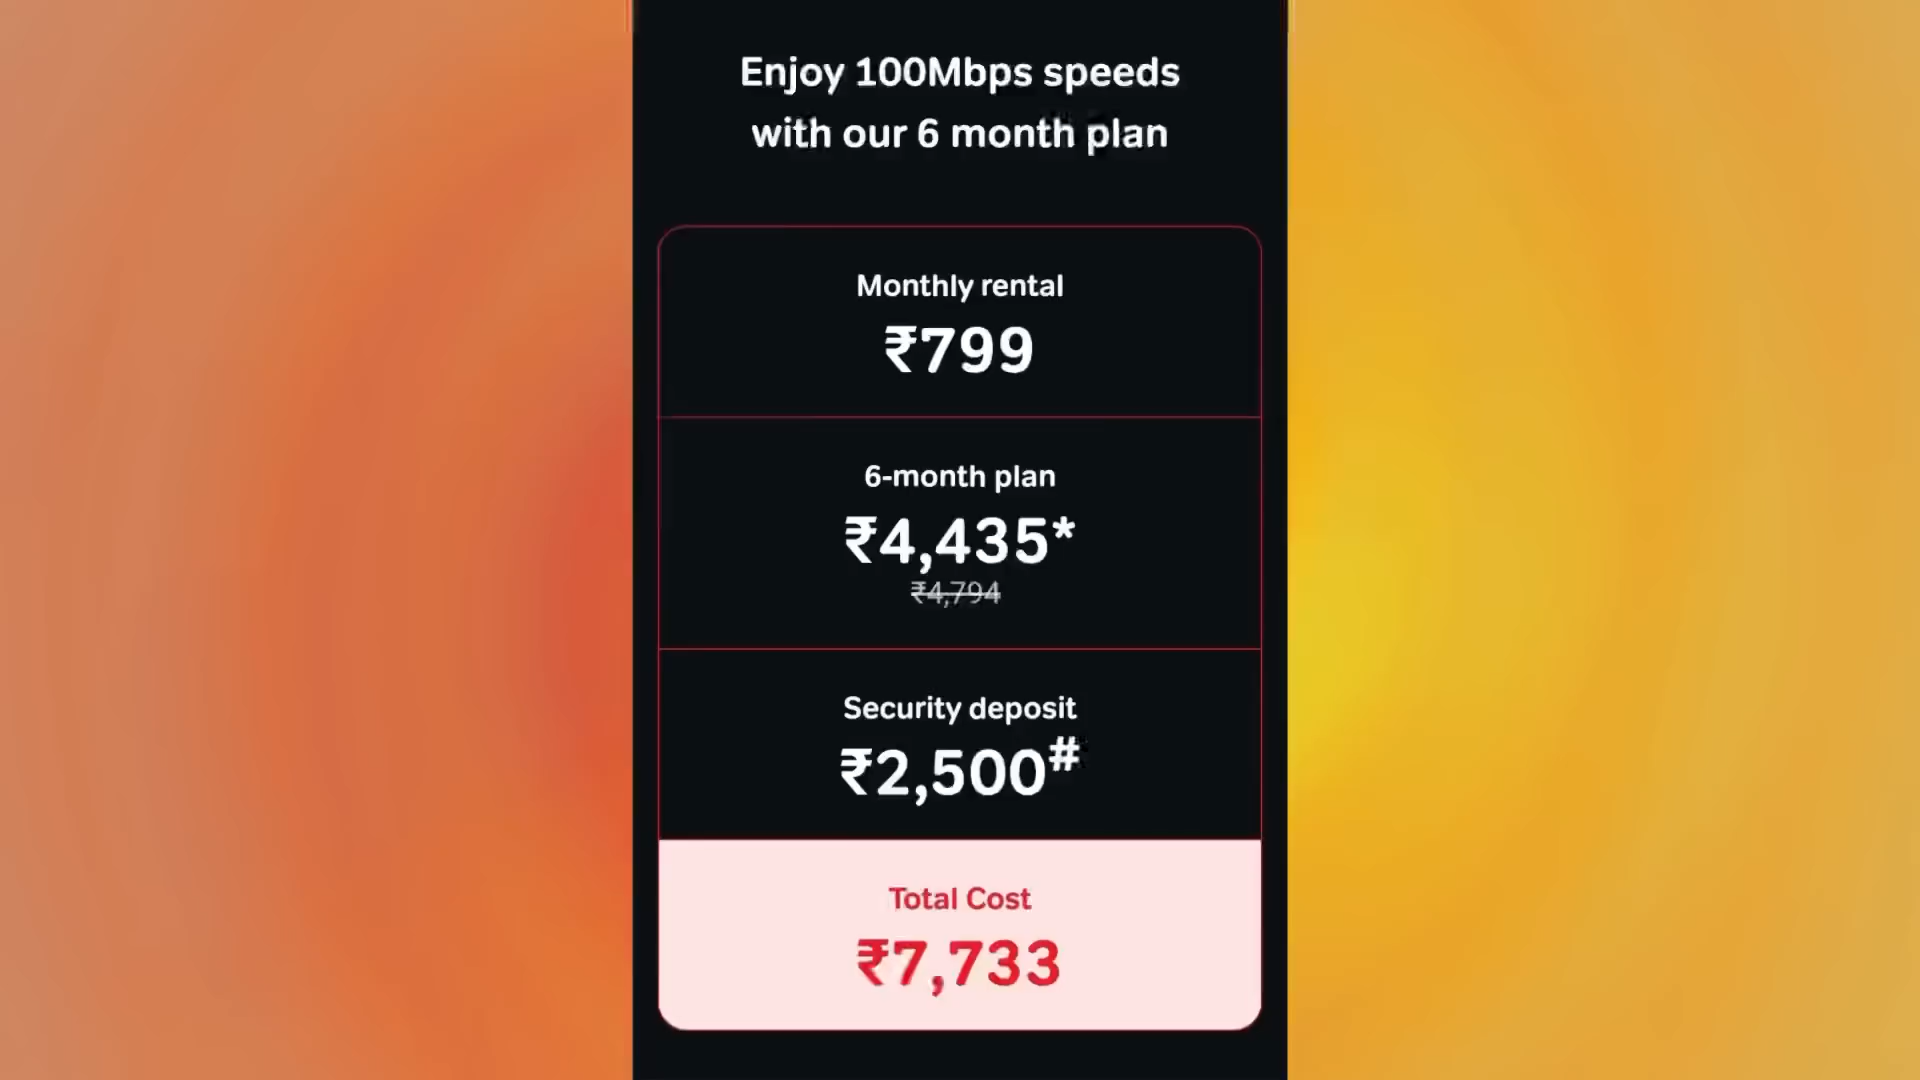 Enjoy 100Mbps speeds
with our 6 month plan
Monthly rental
₹799
6-month plan
₹4,435*
₹4,794
Security deposit
₹2,500#
Total Cost
₹7,733